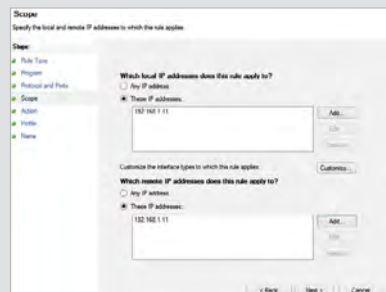 Scope
Specify the local and remote IP addresses to which the rule applies.
Steps:
Rule Type
Program
Protocol and Ports
Scope
Action
Profile
Name
Which local IP addresses does this rule apply to?
Any IP address
These IP addresses:
192.168.1.11
Add...
Edit...
Remove
Customize the interface types to which this rule applies:
Customize...
Which remote IP addresses does this rule apply to?
Any IP address
These IP addresses:
192.168.1.11
Add...
Edit...
Remove
< Back
Next >
Cancel